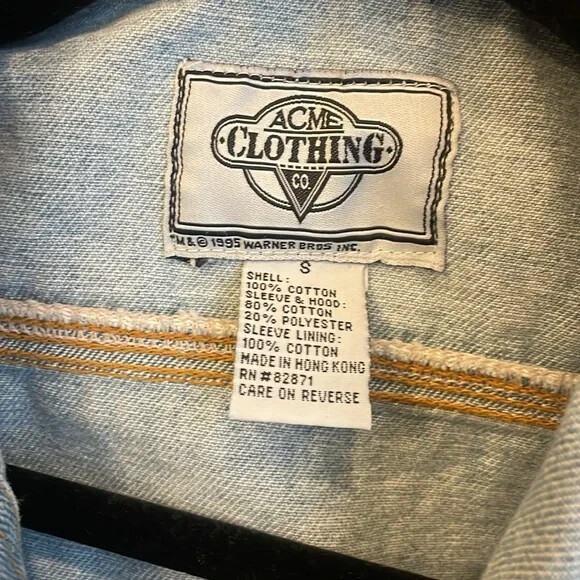 ACME
·CLOTHING·
CO.
™& © 1995 WARNER BROS INC.
S
SHELL:
100% COTTON
SLEEVE & HOOD:
80% COTTON
20% POLYESTER
SLEEVE LINING:
100% COTTON
MADE IN HONG KONG
RN #82871
CARE ON REVERSE